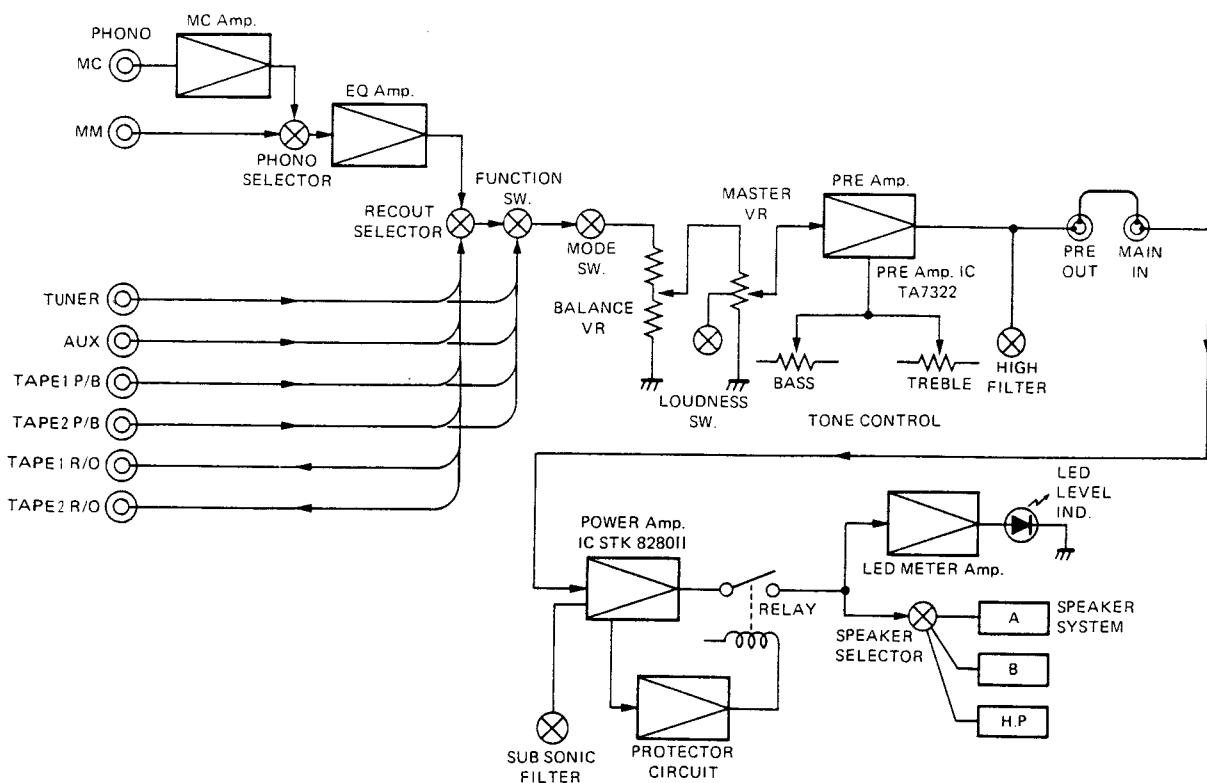 MC Amp.
PHONO
MC
EQ Amp.
MM
PHONO
SELECTOR
FUNCTION
SW.
RECOUT
SELECTOR
MODE
SW.
MASTER
VR
PRE Amp.
PRE
OUT
MAIN
IN
PRE Amp. IC
TA7322
TUNER
BALANCE
VR
AUX
TAPE1 P/B
BASS
TREBLE
HIGH
FILTER
LOUDNESS
SW.
TONE CONTROL
TAPE2 P/B
TAPE1 R/O
TAPE2 R/O
LED
LEVEL
IND.
POWER Amp.
IC STK 8280II
LED METER Amp.
RELAY
SPEAKER
SELECTOR
A
SPEAKER
SYSTEM
B
H.P
SUB SONIC
FILTER
PROTECTOR
CIRCUIT